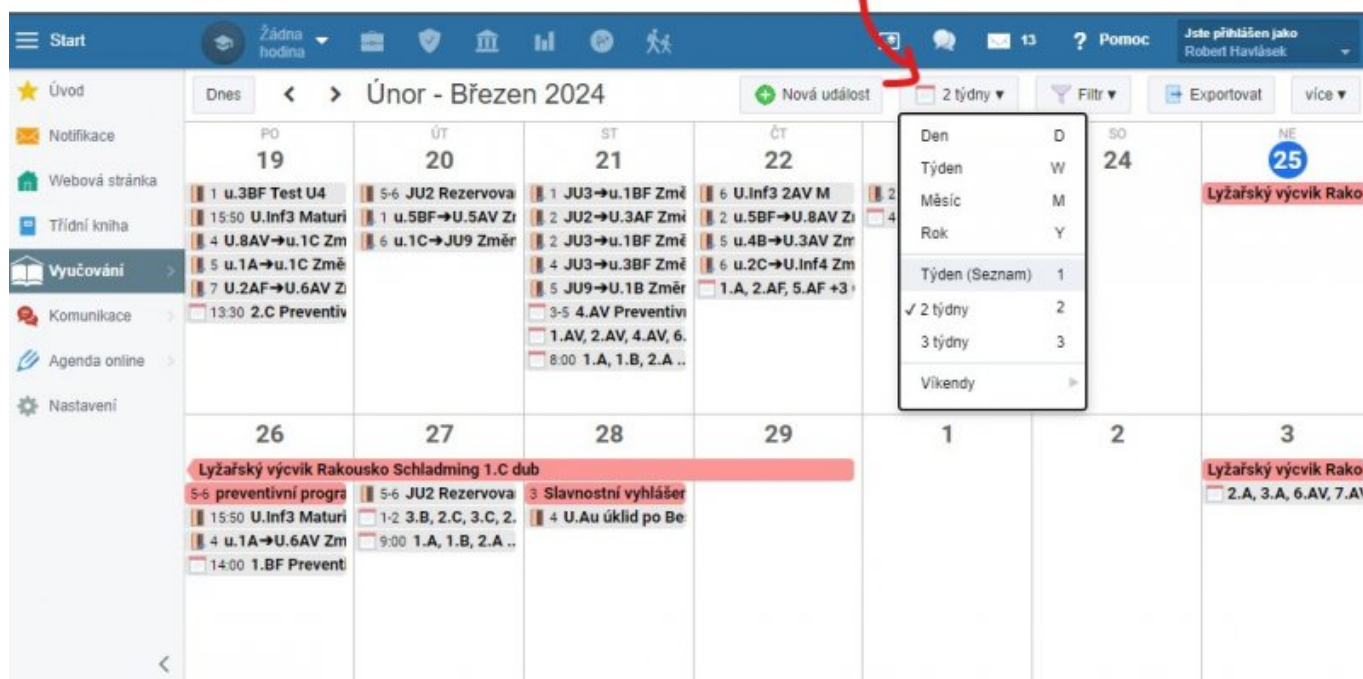 Start
Žádná hodina
13
? Pomoc
Jste přihlášen jako
Robert Havlásek
Úvod
Notifikace
Webová stránka
Třídní kniha
Vyučování
Komunikace
Agenda online
Nastavení
Dnes
Únor - Březen 2024
Nová událost
2 týdny
Filtr
Exportovat
více
PO
ÚT
ST
ČT
SO
NE
19
20
21
22
24
25
1 u.3BF Test U4
15:50 U.Inf3 Maturi
4 U.8AV→u.1C Zm
5 u.1A→u.1C Změ
7 U.2AF→U.6AV Z
13:30 2.C Preventiv
5-6 JU2 Rezervova
1 u.5BF→U.5AV Z
6 u.1C→JU9 Změn
1 JU3→u.1BF Změ
2 JU2→U.3AF Změ
2 JU3→u.1BF Změ
4 JU3→u.3BF Změ
5 JU9→U.1B Změn
3-5 4.AV Preventiv
1.AV, 2.AV, 4.AV, 6.
8:00 1.A, 1.B, 2.A ..
6 U.Inf3 2AV M
2 u.5BF→U.8AV Z
5 u.4B→U.3AV Zm
6 u.2C→U.Inf4 Zm
1.A, 2.AF, 5.AF +3
2
4
Lyžařský výcvik Rako
Den D
Týden W
Měsíc M
Rok Y
Týden (Seznam) 1
✓ 2 týdny 2
3 týdny 3
Víkendy
26
27
28
29
1
2
3
Lyžařský výcvik Rakousko Schladming 1.C dub
5-6 preventivní progra
15:50 U.Inf3 Maturi
4 u.1A→U.6AV Zm
14:00 1.BF Prevent
5-6 JU2 Rezervova
1-2 3.B, 2.C, 3.C, 2.
9:00 1.A, 1.B, 2.A ..
3 Slavnostní vyhlášen
4 U.Au úklid po Be
Lyžařský výcvik Rako
2.A, 3.A, 6.AV, 7.A